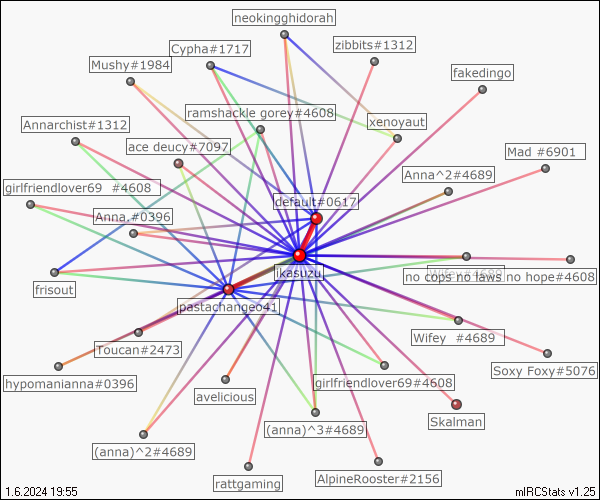 neokingghidorah
zibbits#1312
Cypha#1717
Mushy#1984
fakedingo
ramshackle gorey#4608
Annarchist#1312
xenoyaut
ace deucy#7097
Mad #6901
Anna^2#4689
girlfriendlover69 #4608
default#0617
Anna.#0396
ikasuzu
Wifey #4689
no cops no laws no hope#4608
frisout
pastachangeo41
Wifey #4689
Toucan#2473
Soxy Foxy#5076
hypomanianna#0396
girlfriendlover69#4608
avelicious
Skalman
(anna)^3#4689
(anna)^2#4689
AlpineRooster#2156
rattgaming
1.6.2024 19:55
mIRCStats v1.25